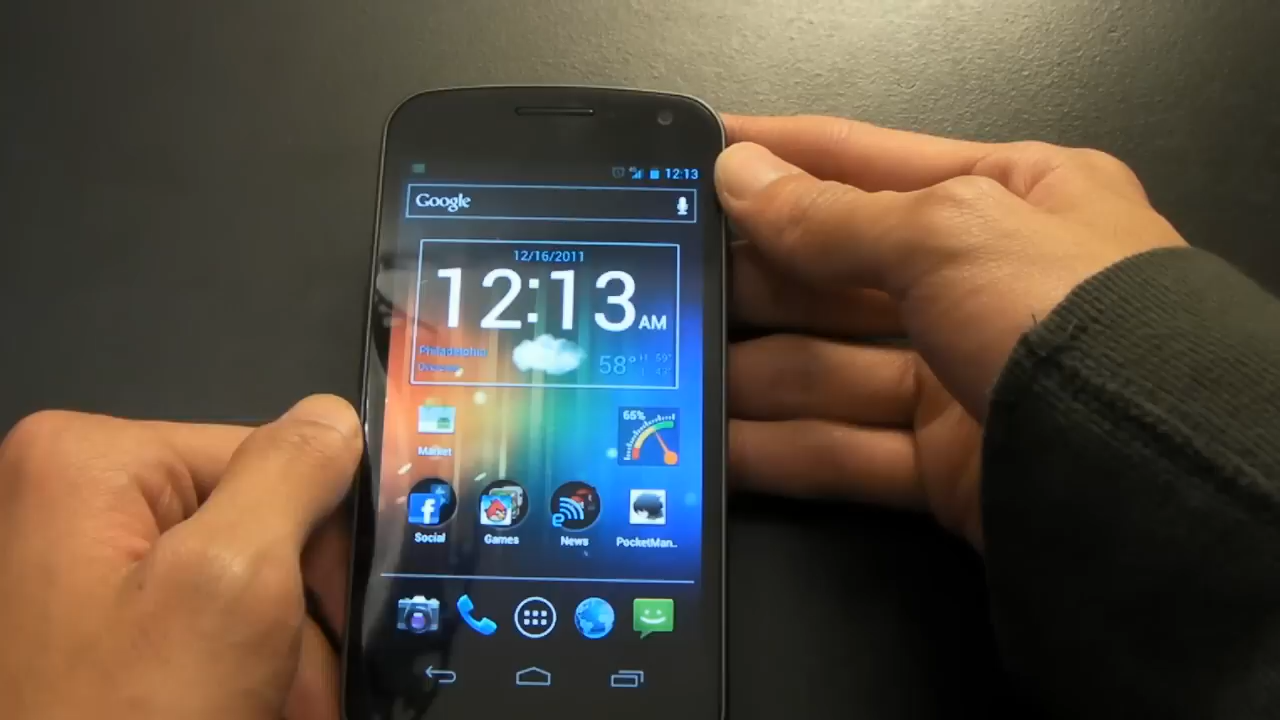 12:13
Google
12/16/2011
12:13 AM
Philadelphia
58°
65%
Market
Social
Games
News
PocketMan..